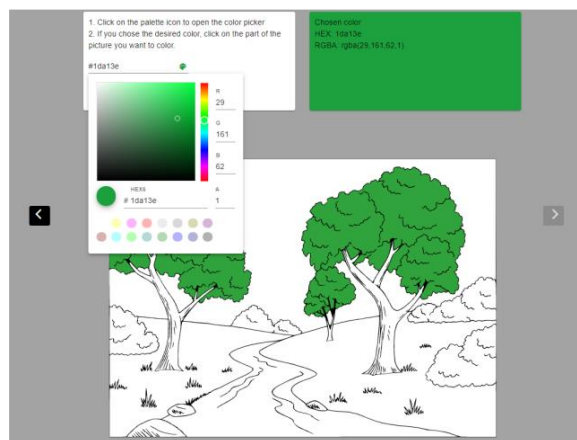 1. Click on the palette icon to open the color picker
2. If you chose the desired color, click on the part of the
picture you want to color.
#1da13e
Chosen color
HEX: 1da13e
RGBA: rgba(29,161,62,1)
R
29
G
161
B
62
HEX6
# 1da13e
A
1